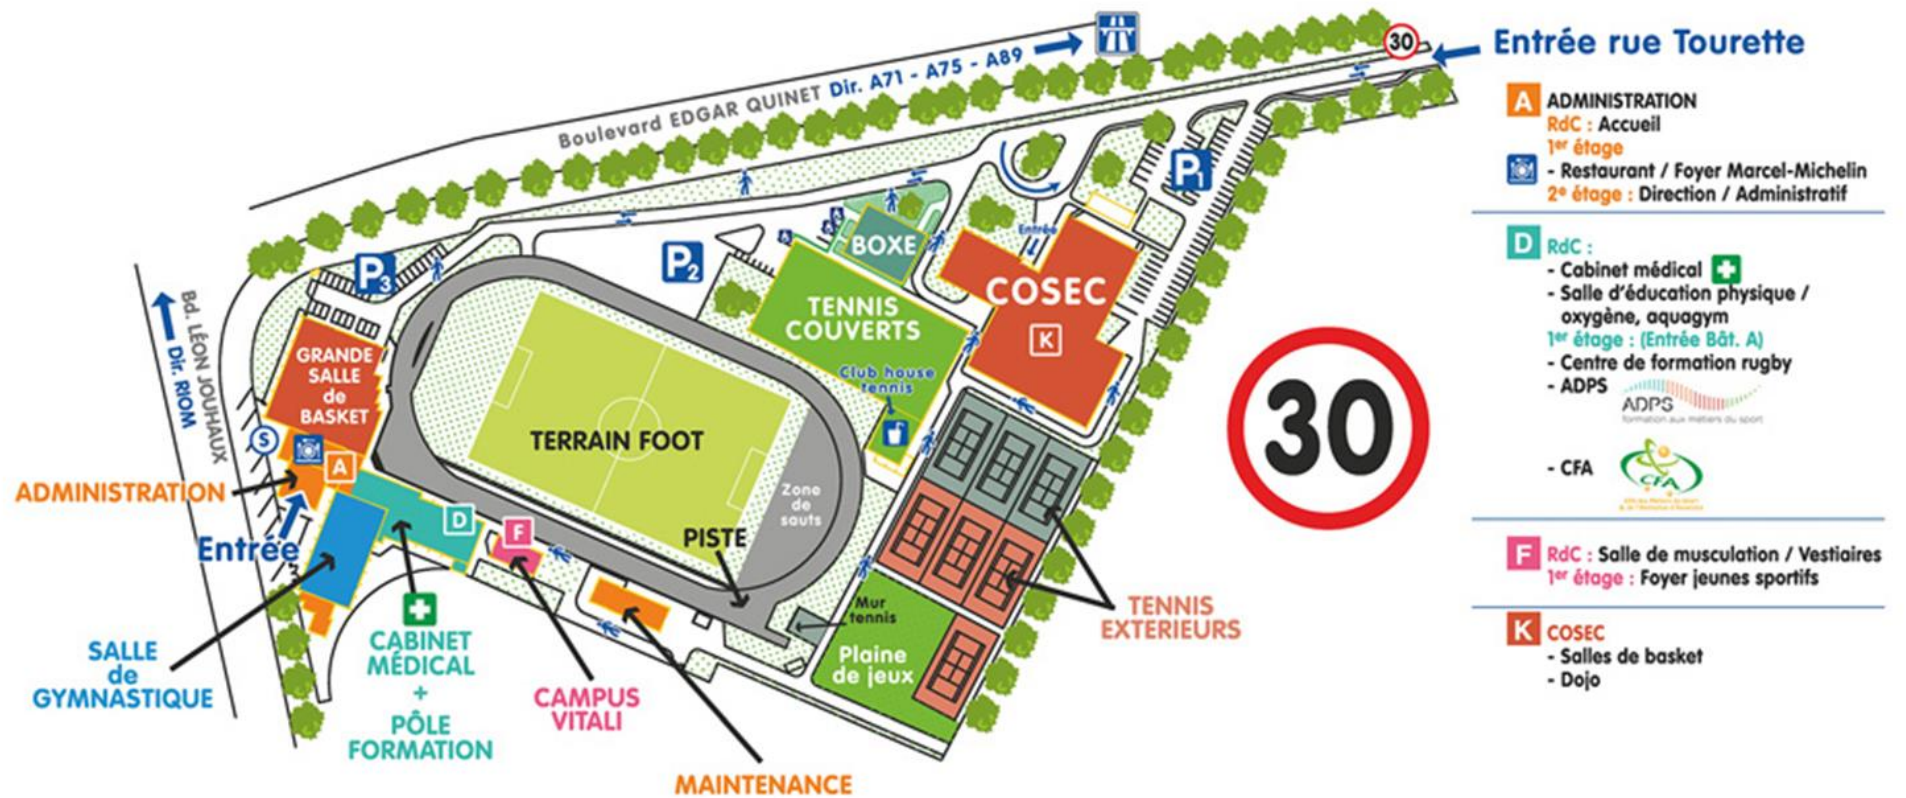 Boulevard EDGAR QUINET Dir. A71 - A75 - A89
30
Entrée rue Tourette
Bd. LÉON JOUHAUX
Dir. RIOM
P3
P2
P1
BOXE
TENNIS
COUVERTS
Club house
tennis
Entrée
COSEC
K
GRANDE
SALLE
de
BASKET
S
A
ADMINISTRATION
Entrée
D
F
TERRAIN FOOT
Zone
de
sauts
PISTE
Mur
tennis
Plaine
de jeux
TENNIS
EXTERIEURS
SALLE
de
GYMNASTIQUE
CABINET
MÉDICAL
+
PÔLE
FORMATION
CAMPUS
VITALI
MAINTENANCE
30
A ADMINISTRATION
RdC : Accueil
1er étage
- Restaurant / Foyer Marcel-Michelin
2e étage : Direction / Administratif
D RdC :
- Cabinet médical
- Salle d'éducation physique /
oxygène, aquagym
1er étage : (Entrée Bât. A)
- Centre de formation rugby
- ADPS
ADPS
formation aux métiers du sport
- CFA
CFA
F RdC : Salle de musculation / Vestiaires
1er étage : Foyer jeunes sportifs
K COSEC
- Salles de basket
- Dojo